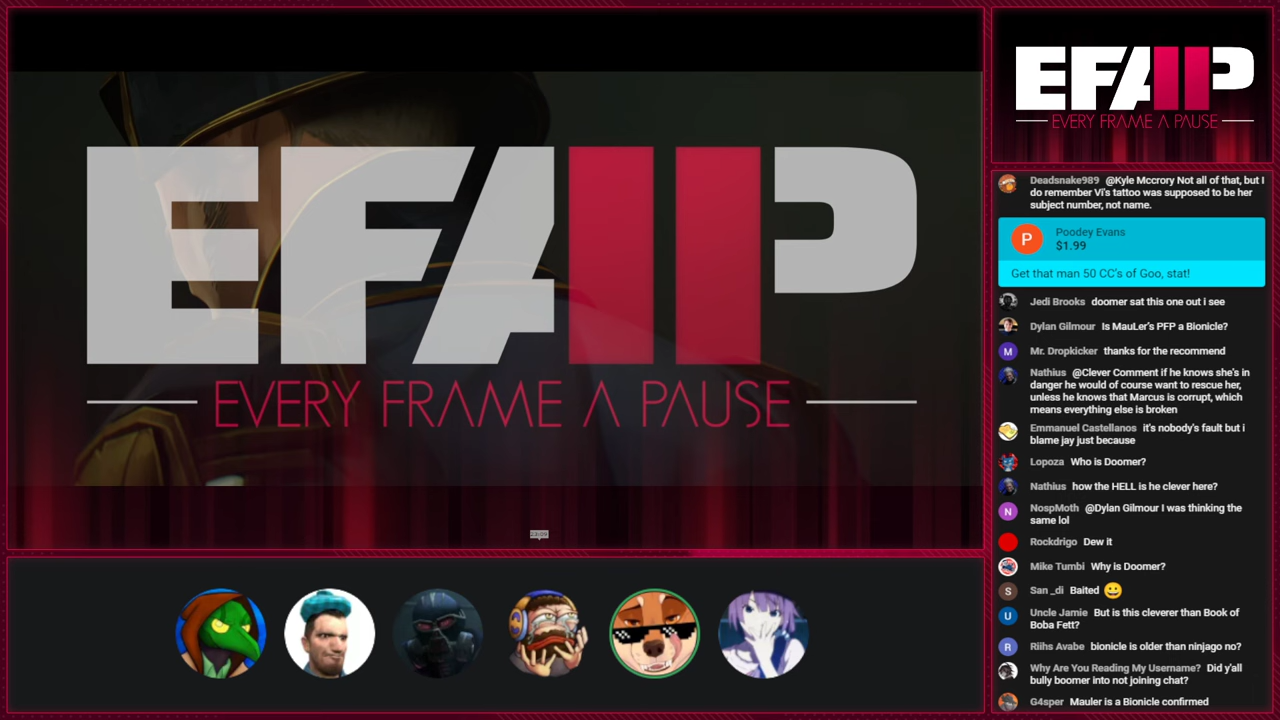 EFAP
EVERY FRAME A PAUSE
23:09
EFAP
EVERY FRAME A PAUSE
Deadsnake989 @Kyle Mccrory Not all of that, but I
do remember Vi's tattoo was supposed to be her
subject number, not name.
P
Poodey Evans
$1.99
Get that man 50 CC's of Goo, stat!
Jedi Brooks doomer sat this one out i see
Dylan Gilmour Is MauLer's PFP a Bionicle?
M
Mr. Dropkicker thanks for the recommend
Nathius @Clever Comment if he knows she's in
danger he would of course want to rescue her,
unless he knows that Marcus is corrupt, which
means everything else is broken
Emmanuel Castellanos it's nobody's fault but i
blame jay just because
Lopoza Who is Doomer?
Nathius how the HELL is he clever here?
N
NospMoth @Dylan Gilmour I was thinking the
same lol
Rockdrigo Dew it
Mike Tumbi Why is Doomer?
S
San _di Baited 😀
U
Uncle Jamie But is this cleverer than Book of
Boba Fett?
R
Riihs Avabe bionicle is older than ninjago no?
Why Are You Reading My Username? Did y'all
bully boomer into not joining chat?
G4sper Mauler is a Bionicle confirmed